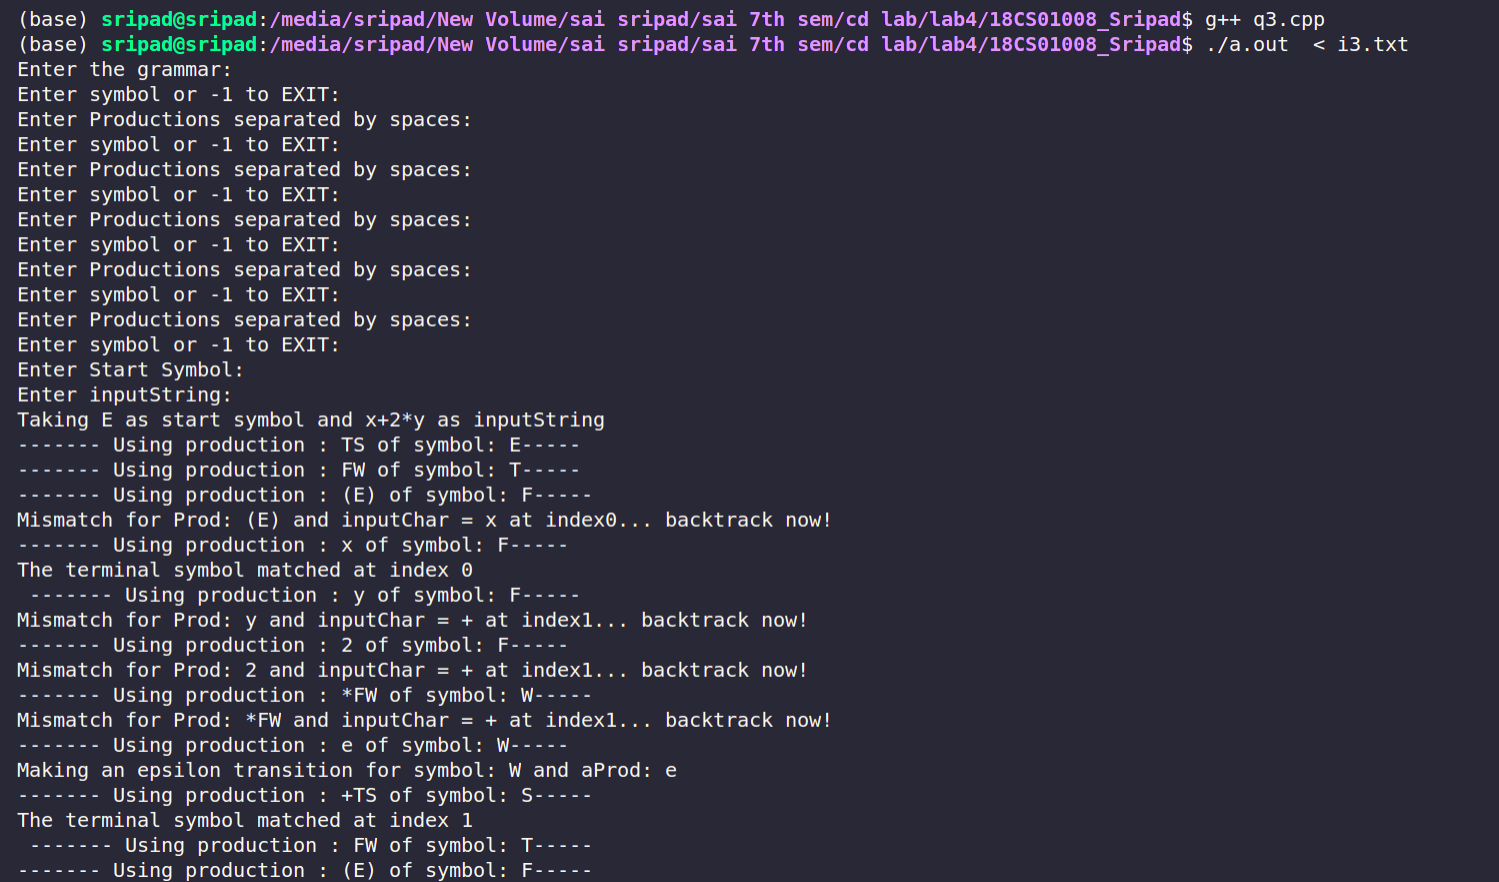 (base) sripad@sripad:/media/sripad/New Volume/sai sripad/sai 7th sem/cd lab/lab4/18CS01008_Sripad$ g++ q3.cpp
(base) sripad@sripad:/media/sripad/New Volume/sai sripad/sai 7th sem/cd lab/lab4/18CS01008_Sripad$ ./a.out  < i3.txt
Enter the grammar:
Enter symbol or -1 to EXIT:
Enter Productions separated by spaces:
Enter symbol or -1 to EXIT:
Enter Productions separated by spaces:
Enter symbol or -1 to EXIT:
Enter Productions separated by spaces:
Enter symbol or -1 to EXIT:
Enter Productions separated by spaces:
Enter symbol or -1 to EXIT:
Enter Productions separated by spaces:
Enter symbol or -1 to EXIT:
Enter Start Symbol:
Enter inputString:
Taking E as start symbol and x+2*y as inputString
------- Using production : TS of symbol: E-----
------- Using production : FW of symbol: T-----
------- Using production : (E) of symbol: F-----
Mismatch for Prod: (E) and inputChar = x at index0... backtrack now!
------- Using production : x of symbol: F-----
The terminal symbol matched at index 0
 ------- Using production : y of symbol: F-----
Mismatch for Prod: y and inputChar = + at index1... backtrack now!
------- Using production : 2 of symbol: F-----
Mismatch for Prod: 2 and inputChar = + at index1... backtrack now!
------- Using production : *FW of symbol: W-----
Mismatch for Prod: *FW and inputChar = + at index1... backtrack now!
------- Using production : e of symbol: W-----
Making an epsilon transition for symbol: W and aProd: e
------- Using production : +TS of symbol: S-----
The terminal symbol matched at index 1
 ------- Using production : FW of symbol: T-----
------- Using production : (E) of symbol: F-----